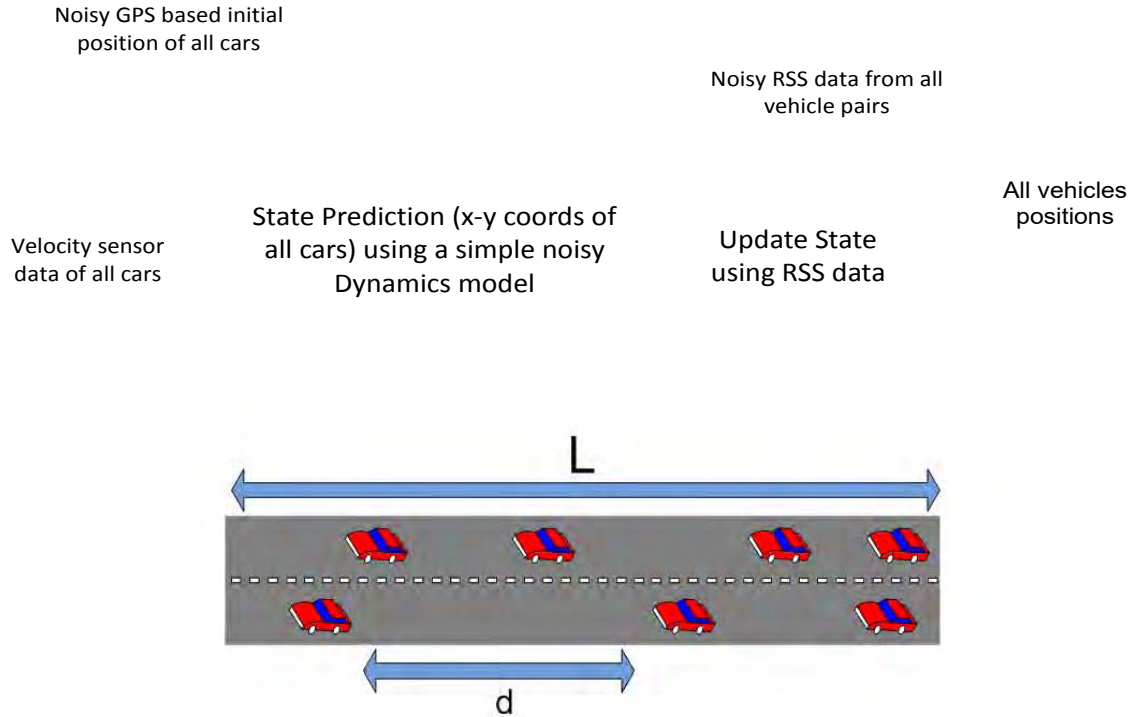 Noisy GPS based initial
position of all cars
Noisy RSS data from all
vehicle pairs
All vehicles
positions
Velocity sensor
data of all cars
State Prediction (x-y coords of
all cars) using a simple noisy
Dynamics model
Update State
using RSS data
L
d